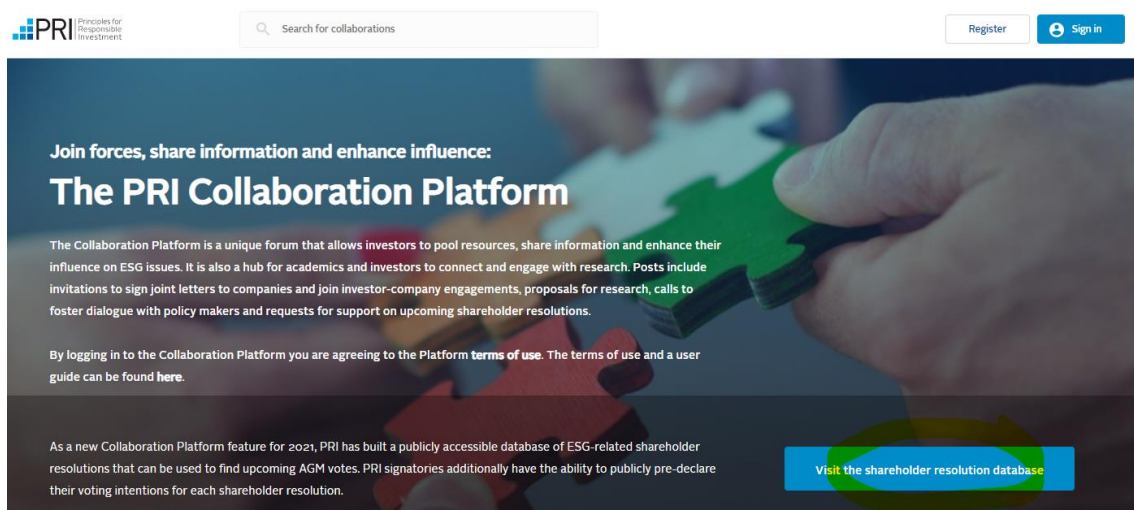 PRI Principles for
Responsible
Investment
Search for collaborations
Register
Sign in
Join forces, share information and enhance influence:
The PRI Collaboration Platform
The Collaboration Platform is a unique forum that allows investors to pool resources, share information and enhance their
influence on ESG issues. It is also a hub for academics and investors to connect and engage with research. Posts include
invitations to sign joint letters to companies and join investor-company engagements, proposals for research, calls to
foster dialogue with policy makers and requests for support on upcoming shareholder resolutions.
By logging in to the Collaboration Platform you are agreeing to the Platform terms of use. The terms of use and a user
guide can be found here.
As a new Collaboration Platform feature for 2021, PRI has built a publicly accessible database of ESG-related shareholder
resolutions that can be used to find upcoming AGM votes. PRI signatories additionally have the ability to publicly pre-declare
their voting intentions for each shareholder resolution.
Visit the shareholder resolution database